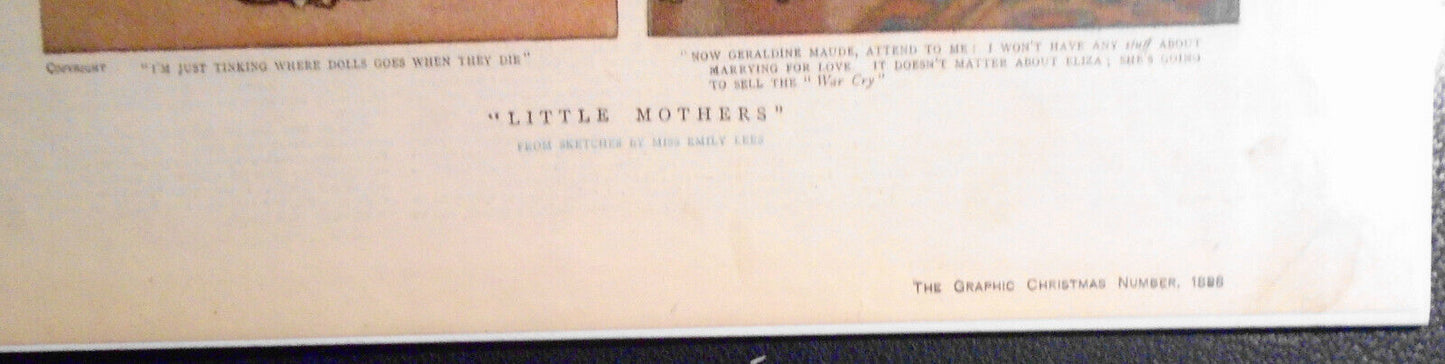 COPYRIGHT
"I'M JUST TINKING WHERE DOLLS GOES WHEN THEY DIE"
"NOW GERALDINE MAUDE, ATTEND TO ME: I WON'T HAVE ANY stuff ABOUT
MARRYING FOR LOVE. IT DOESN'T MATTER ABOUT ELIZA; SHE'S GOING
TO SELL THE "War Cry"
"LITTLE MOTHERS"
FROM SKETCHES BY MISS EMILY LEES
THE GRAPHIC CHRISTMAS NUMBER,